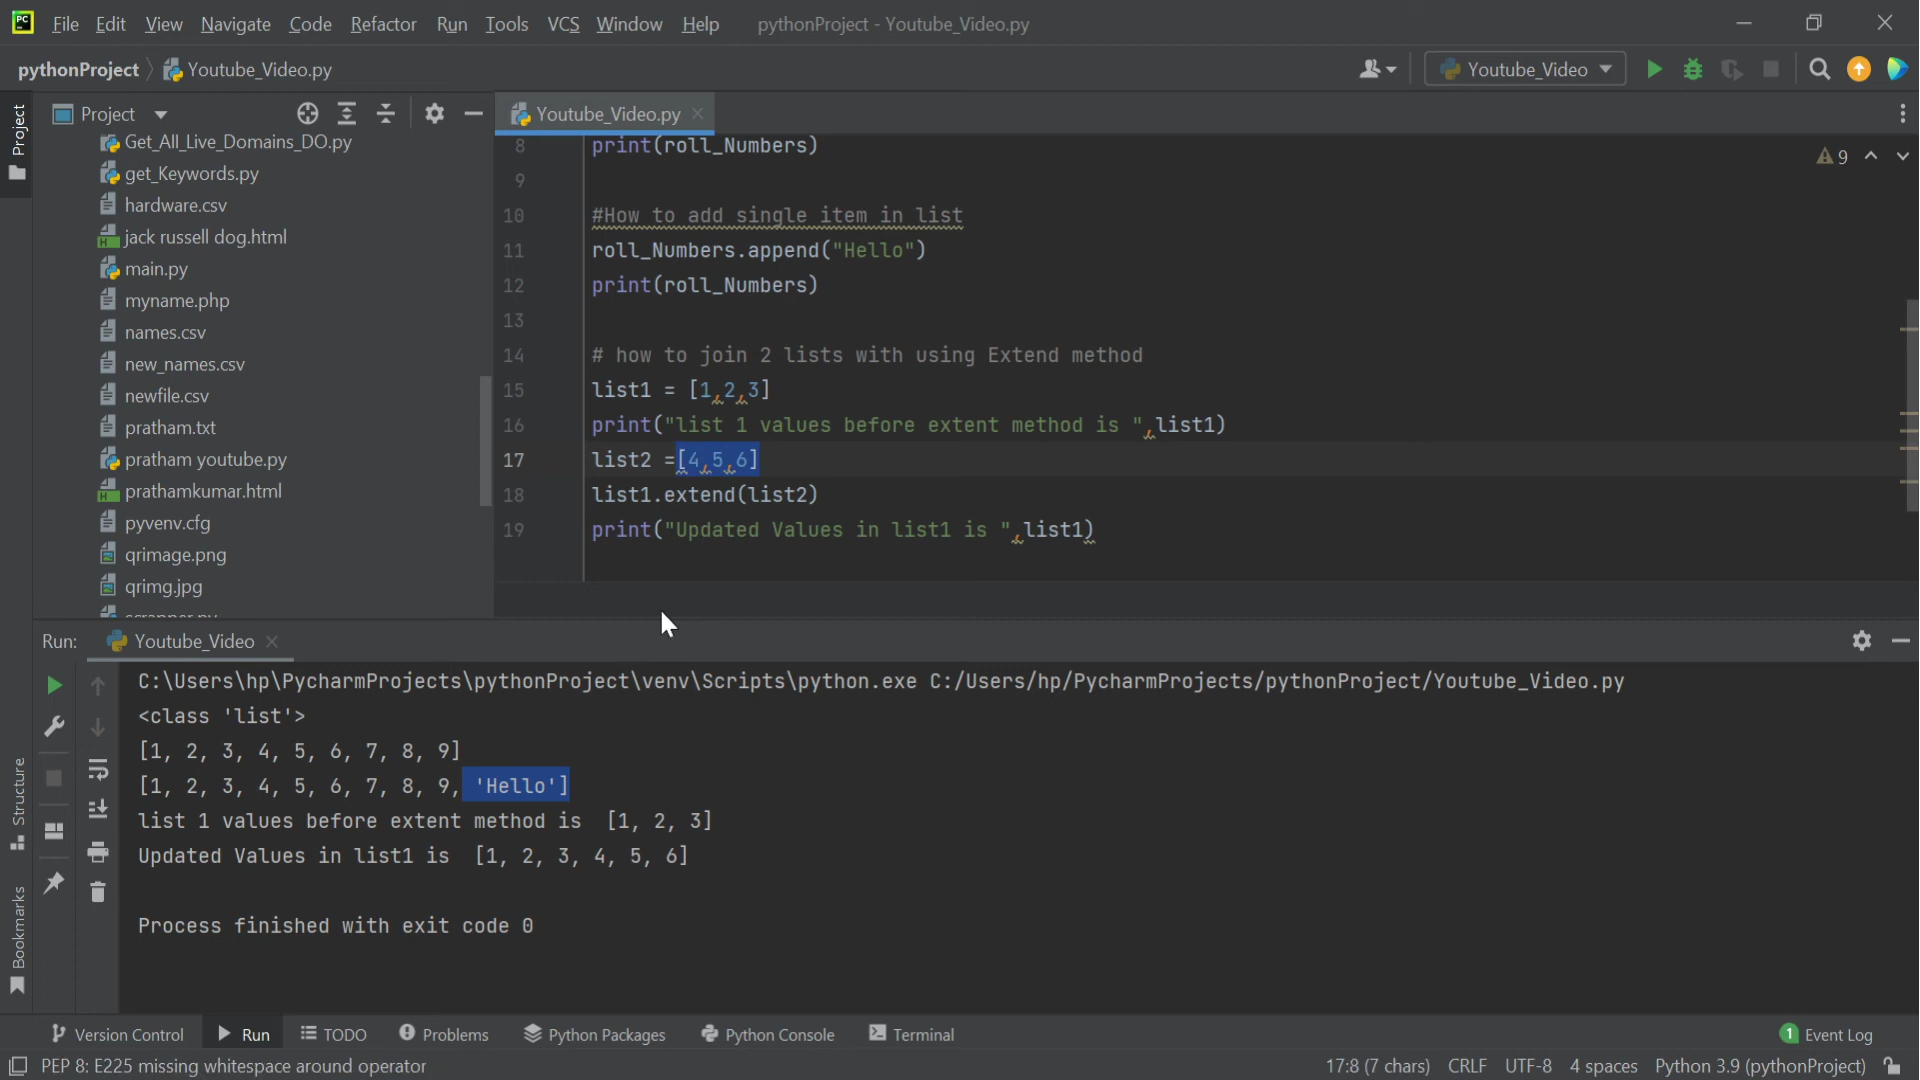 PC File Edit View Navigate Code Refactor Run Tools VCS Window Help pythonProject - Youtube_Video.py
pythonProject Youtube_Video.py Youtube_Video
Project Project Youtube_Video.py
Get_All_Live_Domains_DO.py
get_Keywords.py
hardware.csv
jack russell dog.html
main.py
myname.php
names.csv
new_names.csv
newfile.csv
pratham.txt
pratham youtube.py
prathamkumar.html
pyvenv.cfg
qrimage.png
qrimg.jpg
8 print(roll_Numbers)
9
9
10 #How to add single item in list
11 roll_Numbers.append("Hello")
12 print(roll_Numbers)
13
14 # how to join 2 lists with using Extend method
15 list1 = [1,2,3]
16 print("list 1 values before extent method is ",list1)
17 list2 =[4,5,6]
18 list1.extend(list2)
19 print("Updated Values in list1 is ",list1)
Run: Youtube_Video
C:\Users\hp\PycharmProjects\pythonProject\venv\Scripts\python.exe C:/Users/hp/PycharmProjects/pythonProject/Youtube_Video.py
<class 'list'>
[1, 2, 3, 4, 5, 6, 7, 8, 9]
[1, 2, 3, 4, 5, 6, 7, 8, 9, 'Hello']
list 1 values before extent method is  [1, 2, 3]
Updated Values in list1 is  [1, 2, 3, 4, 5, 6]
Process finished with exit code 0
Structure
Bookmarks
Version Control Run TODO Problems Python Packages Python Console Terminal 1 Event Log
PEP 8: E225 missing whitespace around operator 17:8 (7 chars) CRLF UTF-8 4 spaces Python 3.9 (pythonProject)